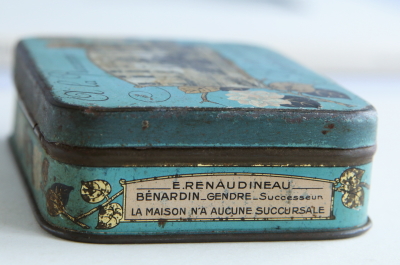 E. RENAUDINEAU
BÉNARDIN_GENDRE_Successeur
LA MAISON N'A AUCUNE SUCCURSALE